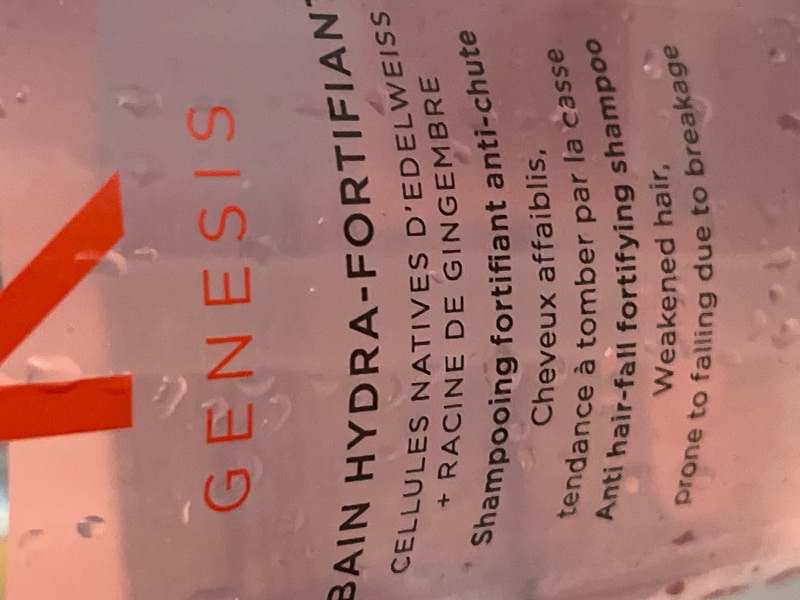 K
GENESIS
BAIN HYDRA-FORTIFIANT
CELLULES NATIVES D'EDELWEISS
+ RACINE DE GINGEMBRE
Shampooing fortifiant anti-chute
Cheveux affaiblis,
tendance à tomber par la casse
Anti hair-fall fortifying shampoo
Weakened hair,
prone to falling due to breakage